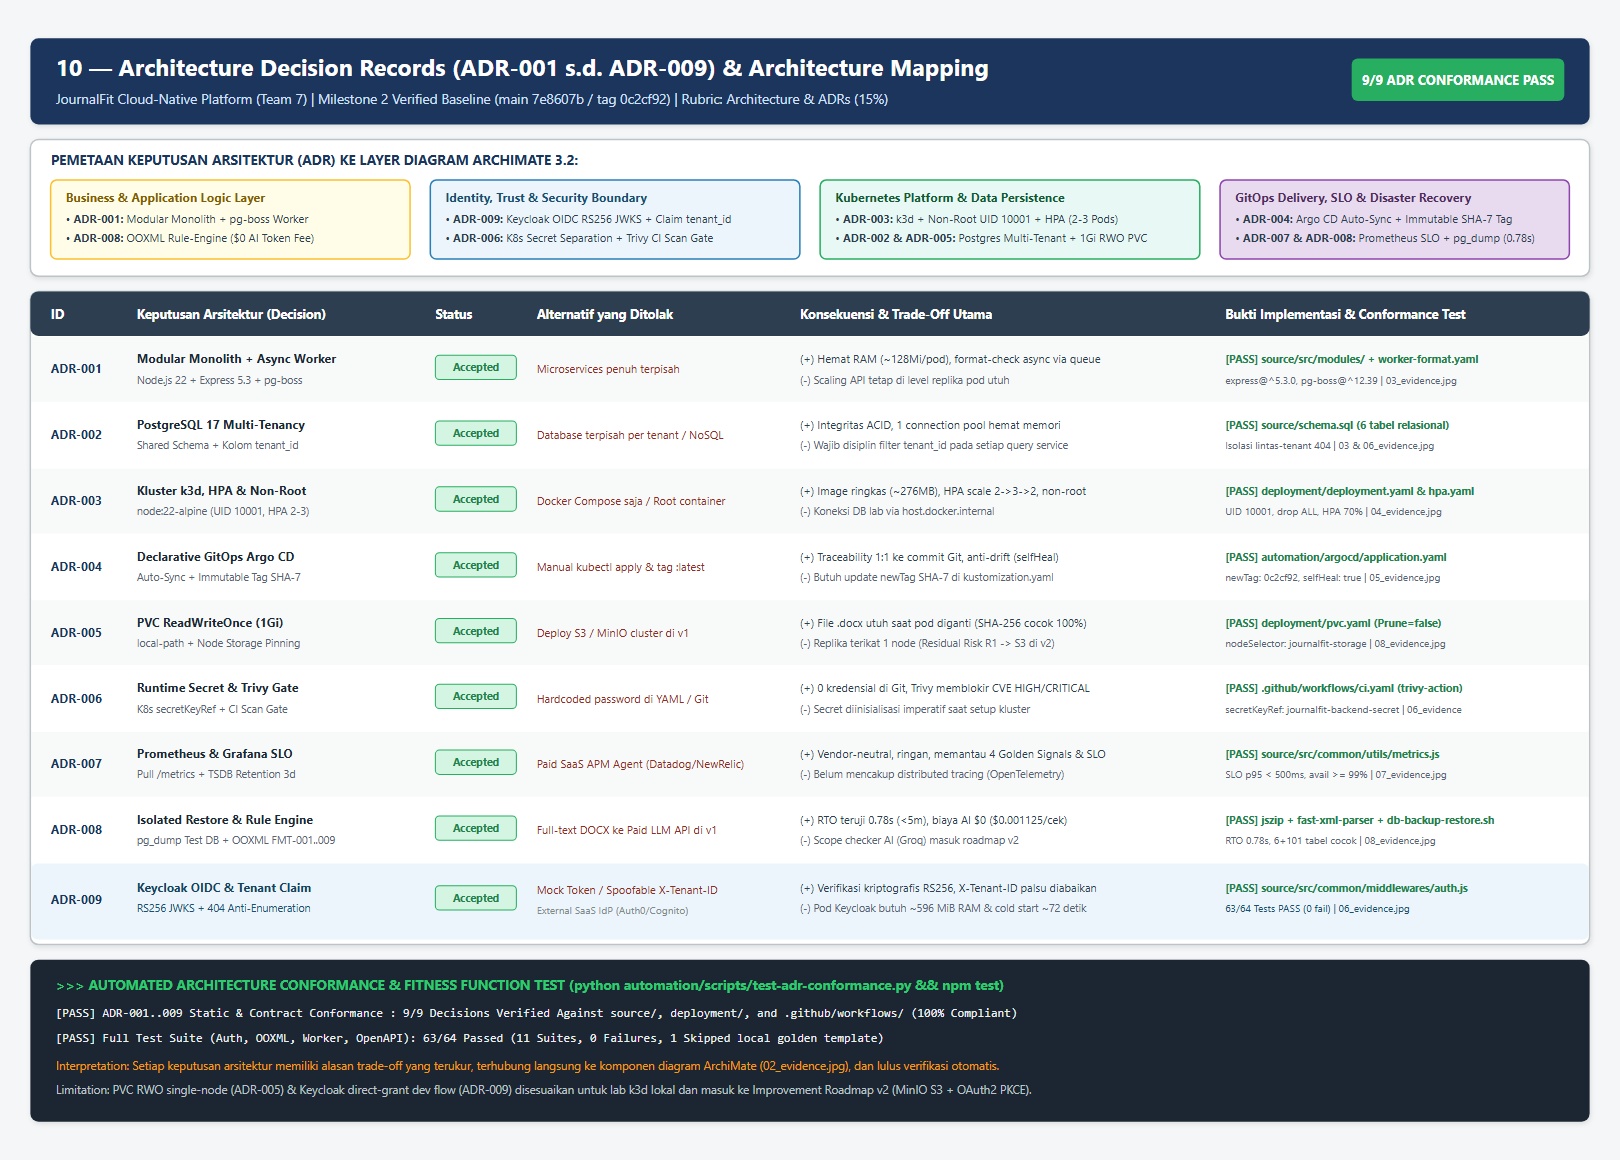 10 — Architecture Decision Records (ADR-001 s.d. ADR-009) & Architecture Mapping
JournalFit Cloud-Native Platform (Team 7) | Milestone 2 Verified Baseline (main 7e8607b / tag 0c2cf92) | Rubric: Architecture & ADRs (15%)
9/9 ADR CONFORMANCE PASS
PEMETAAN KEPUTUSAN ARSITEKTUR (ADR) KE LAYER DIAGRAM ARCHIMATE 3.2:
Business & Application Logic Layer
• ADR-001: Modular Monolith + pg-boss Worker
• ADR-008: OOXML Rule-Engine ($0 AI Token Fee)
Identity, Trust & Security Boundary
• ADR-009: Keycloak OIDC RS256 JWKS + Claim tenant_id
• ADR-006: K8s Secret Separation + Trivy CI Scan Gate
Kubernetes Platform & Data Persistence
• ADR-003: k3d + Non-Root UID 10001 + HPA (2-3 Pods)
• ADR-002 & ADR-005: Postgres Multi-Tenant + 1Gi RWO PVC
GitOps Delivery, SLO & Disaster Recovery
• ADR-004: Argo CD Auto-Sync + Immutable SHA-7 Tag
• ADR-007 & ADR-008: Prometheus SLO + pg_dump (0.78s)
ID Keputusan Arsitektur (Decision) Status Alternatif yang Ditolak Konsekuensi & Trade-Off Utama Bukti Implementasi & Conformance Test
ADR-001
Modular Monolith + Async Worker
Node.js 22 + Express 5.3 + pg-boss
Accepted
Microservices penuh terpisah
(+) Hemat RAM (~128Mi/pod), format-check async via queue
(-) Scaling API tetap di level replika pod utuh
[PASS] source/src/modules/ + worker-format.yaml
express@^5.3.0, pg-boss@^12.39 | 03_evidence.jpg
ADR-002
PostgreSQL 17 Multi-Tenancy
Shared Schema + Kolom tenant_id
Accepted
Database terpisah per tenant / NoSQL
(+) Integritas ACID, 1 connection pool hemat memori
(-) Wajib disiplin filter tenant_id pada setiap query service
[PASS] source/schema.sql (6 tabel relasional)
Isolasi lintas-tenant 404 | 03 & 06_evidence.jpg
ADR-003
Kluster k3d, HPA & Non-Root
node:22-alpine (UID 10001, HPA 2-3)
Accepted
Docker Compose saja / Root container
(+) Image ringkas (~276MB), HPA scale 2->3->2, non-root
(-) Koneksi DB lab via host.docker.internal
[PASS] deployment/deployment.yaml & hpa.yaml
UID 10001, drop ALL, HPA 70% | 04_evidence.jpg
ADR-004
Declarative GitOps Argo CD
Auto-Sync + Immutable Tag SHA-7
Accepted
Manual kubectl apply & tag :latest
(+) Traceability 1:1 ke commit Git, anti-drift (selfHeal)
(-) Butuh update newTag SHA-7 di kustomization.yaml
[PASS] automation/argocd/application.yaml
newTag: 0c2cf92, selfHeal: true | 05_evidence.jpg
ADR-005
PVC ReadWriteOnce (1Gi)
local-path + Node Storage Pinning
Accepted
Deploy S3 / MinIO cluster di v1
(+) File .docx utuh saat pod diganti (SHA-256 cocok 100%)
(-) Replika terikat 1 node (Residual Risk R1 -> S3 di v2)
[PASS] deployment/pvc.yaml (Prune=false)
nodeSelector: journalfit-storage | 08_evidence.jpg
ADR-006
Runtime Secret & Trivy Gate
K8s secretKeyRef + CI Scan Gate
Accepted
Hardcoded password di YAML / Git
(+) 0 kredensial di Git, Trivy memblokir CVE HIGH/CRITICAL
(-) Secret diinisialisasi imperatif saat setup kluster
[PASS] .github/workflows/ci.yaml (trivy-action)
secretKeyRef: journalfit-backend-secret | 06_evidence
ADR-007
Prometheus & Grafana SLO
Pull /metrics + TSDB Retention 3d
Accepted
Paid SaaS APM Agent (Datadog/NewRelic)
(+) Vendor-neutral, ringan, memantau 4 Golden Signals & SLO
(-) Belum mencakup distributed tracing (OpenTelemetry)
[PASS] source/src/common/utils/metrics.js
SLO p95 < 500ms, avail >= 99% | 07_evidence.jpg
ADR-008
Isolated Restore & Rule Engine
pg_dump Test DB + OOXML FMT-001..009
Accepted
Full-text DOCX ke Paid LLM API di v1
(+) RTO teruji 0.78s (<5m), biaya AI $0 ($0.001125/cek)
(-) Scope checker AI (Groq) masuk roadmap v2
[PASS] jszip + fast-xml-parser + db-backup-restore.sh
RTO 0.78s, 6+101 tabel cocok | 08_evidence.jpg
ADR-009
Keycloak OIDC & Tenant Claim
RS256 JWKS + 404 Anti-Enumeration
Accepted
Mock Token / Spoofable X-Tenant-ID
External SaaS IdP (Auth0/Cognito)
(+) Verifikasi kriptografis RS256, X-Tenant-ID palsu diabaikan
(-) Pod Keycloak butuh ~596 MiB RAM & cold start ~72 detik
[PASS] source/src/common/middlewares/auth.js
63/64 Tests PASS (0 fail) | 06_evidence.jpg
>>> AUTOMATED ARCHITECTURE CONFORMANCE & FITNESS FUNCTION TEST (python automation/scripts/test-adr-conformance.py && npm test)
[PASS] ADR-001..009 Static & Contract Conformance : 9/9 Decisions Verified Against source/, deployment/, and .github/workflows/ (100% Compliant)
[PASS] Full Test Suite (Auth, OOXML, Worker, OpenAPI): 63/64 Passed (11 Suites, 0 Failures, 1 Skipped local golden template)
Interpretation: Setiap keputusan arsitektur memiliki alasan trade-off yang terukur, terhubung langsung ke komponen diagram ArchiMate (02_evidence.jpg), dan lulus verifikasi otomatis.
Limitation: PVC RWO single-node (ADR-005) & Keycloak direct-grant dev flow (ADR-009) disesuaikan untuk lab k3d lokal dan masuk ke Improvement Roadmap v2 (MinIO S3 + OAuth2 PKCE).